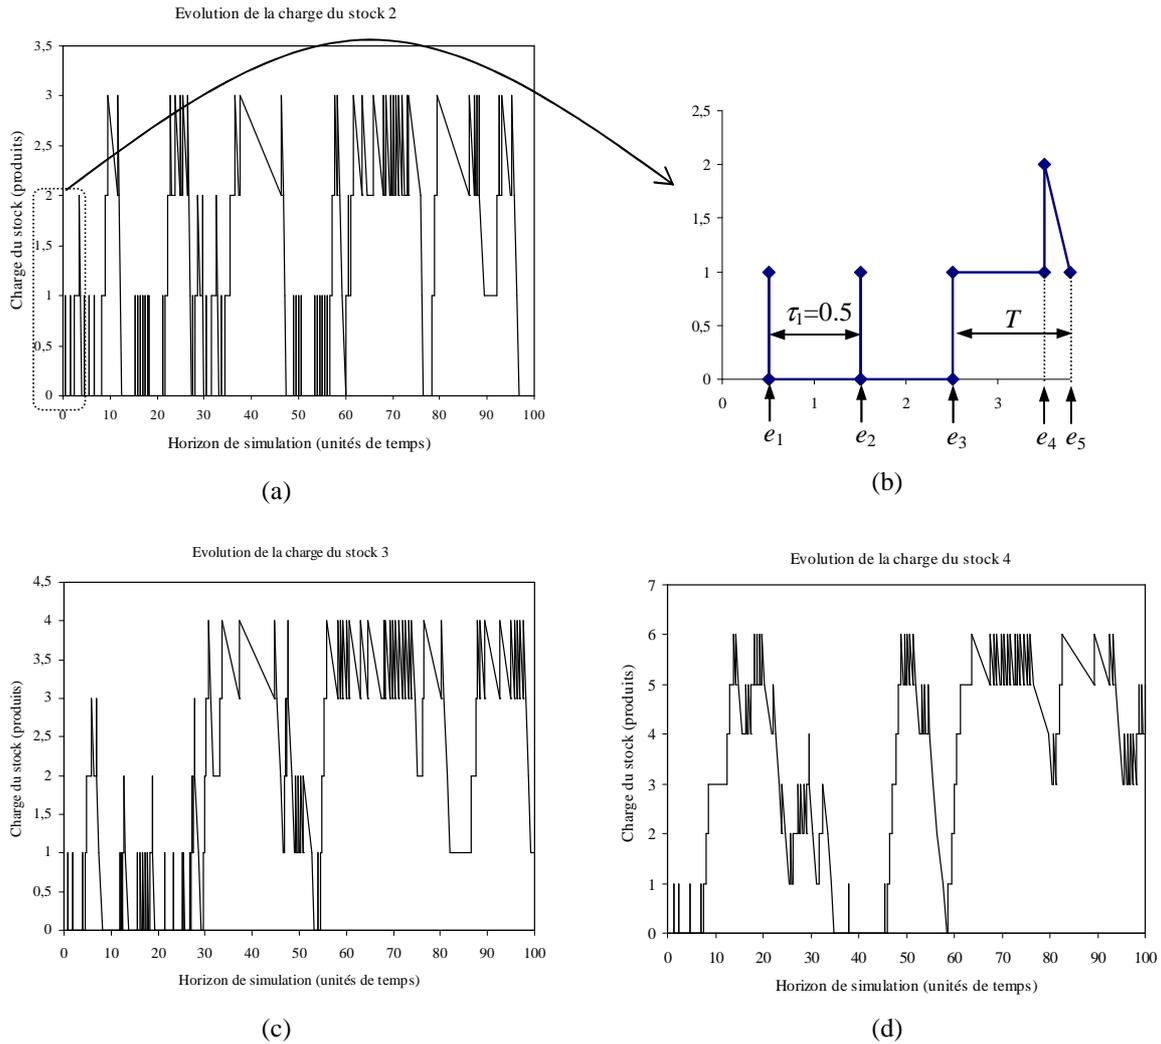 Evolution de la charge du stock 2
Charge du stock (produits)
3,5
3
2,5
2
1,5
1
0,5
0
0 10 20 30 40 50 60 70 80 90 100
Horizon de simulation (unités de temps)
(a)
2,5
2
1,5
1
0,5
0
τ₁=0.5
T
0 1 2 3
e₁ e₂ e₃ e₄ e₅
(b)
Evolution de la charge du stock 3
Charge du stock (produits)
4,5
4
3,5
3
2,5
2
1,5
1
0,5
0
0 10 20 30 40 50 60 70 80 90 100
Horizon de simulation (unités de temps)
(c)
Evolution de la charge du stock 4
Charge du stock (produits)
7
6
5
4
3
2
1
0
0 10 20 30 40 50 60 70 80 90 100
Horizon de simulation (unités de temps)
(d)